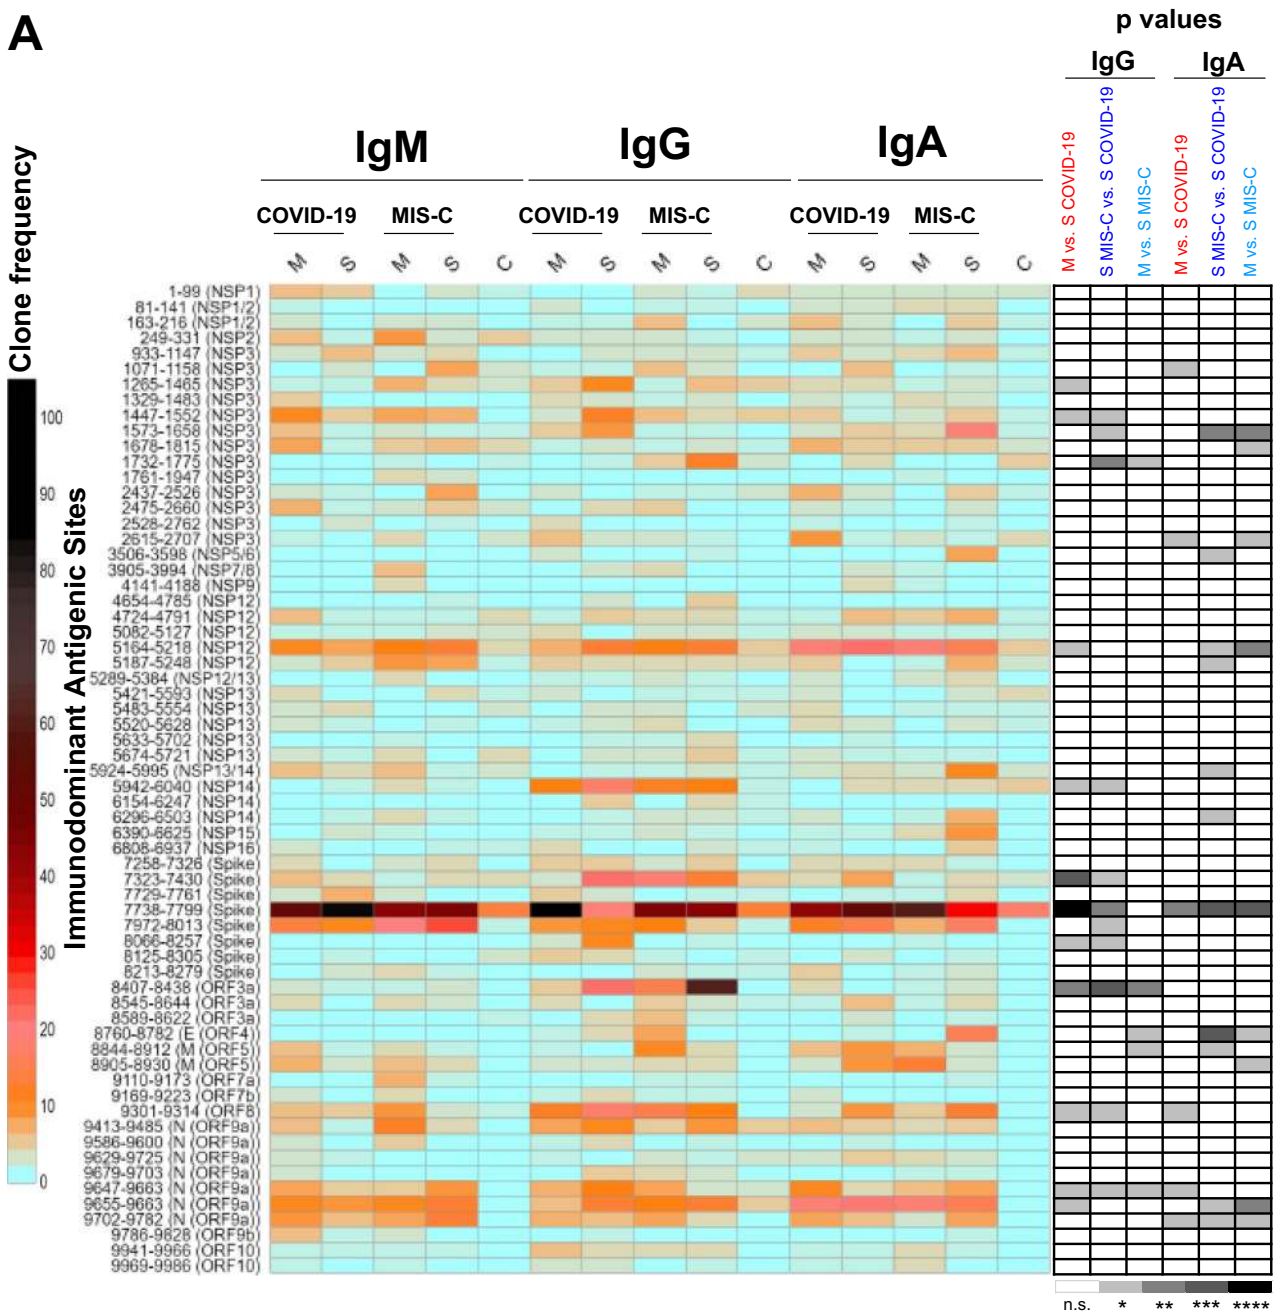 A
p values
IgG IgA
M vs. S COVID-19
S MIS-C vs. S COVID-19
M vs. S MIS-C
M vs. S COVID-19
S MIS-C vs. S COVID-19
M vs. S MIS-C
IgM IgG IgA
COVID-19 MIS-C COVID-19 MIS-C COVID-19 MIS-C
M S M S C M S M S C M S M S C
Clone frequency
100
90
80
70
60
50
40
30
20
10
0
Immunodominant Antigenic Sites
1-99 (NSP1)
81-141 (NSP1/2)
163-216 (NSP1/2)
249-331 (NSP2)
933-1147 (NSP3)
1071-1158 (NSP3)
1265-1465 (NSP3)
1329-1483 (NSP3)
1447-1552 (NSP3)
1573-1658 (NSP3)
1678-1815 (NSP3)
1732-1775 (NSP3)
1761-1947 (NSP3)
2437-2526 (NSP3)
2475-2660 (NSP3)
2528-2762 (NSP3)
2615-2707 (NSP3)
3506-3598 (NSP5/6)
3905-3994 (NSP7/8)
4141-4188 (NSP9)
4654-4785 (NSP12)
4724-4791 (NSP12)
5082-5127 (NSP12)
5164-5218 (NSP12)
5187-5248 (NSP12)
5289-5384 (NSP12/13)
5421-5593 (NSP13)
5483-5554 (NSP13)
5520-5628 (NSP13)
5633-5702 (NSP13)
5674-5721 (NSP13)
5924-5995 (NSP13/14)
5942-6040 (NSP14)
6154-6247 (NSP14)
6296-6503 (NSP14)
6390-6625 (NSP15)
6808-6937 (NSP16)
7258-7326 (Spike)
7323-7430 (Spike)
7729-7761 (Spike)
7738-7799 (Spike)
7972-8013 (Spike)
8066-8257 (Spike)
8125-8305 (Spike)
8213-8279 (Spike)
8407-8438 (ORF3a)
8545-8644 (ORF3a)
8589-8622 (ORF3a)
8760-8782 (E (ORF4))
8844-8912 (M (ORF5))
8905-8930 (M (ORF5))
9110-9173 (ORF7a)
9169-9223 (ORF7b)
9301-9314 (ORF8)
9413-9485 (N (ORF9a))
9586-9600 (N (ORF9a))
9629-9725 (N (ORF9a))
9679-9703 (N (ORF9a))
9647-9663 (N (ORF9a))
9655-9663 (N (ORF9a))
9702-9782 (N (ORF9a))
9786-9828 (ORF9b)
9941-9966 (ORF10)
9969-9986 (ORF10)
n.s. * ** *** ****